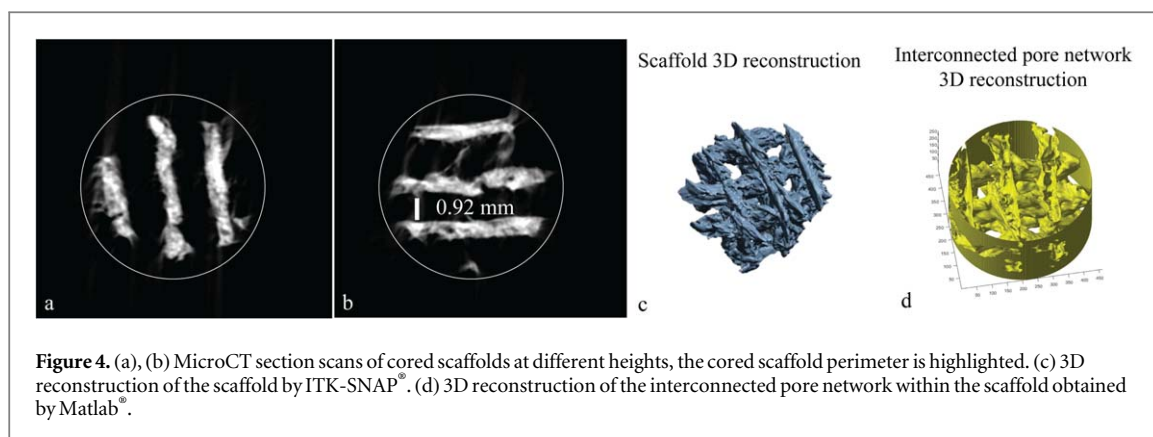 Scaffold 3D reconstruction
Interconnected pore network
3D reconstruction
0.92 mm
a
b
c
d
Figure 4. (a), (b) MicroCT section scans of cored scaffolds at different heights, the cored scaffold perimeter is highlighted. (c) 3D
reconstruction of the scaffold by ITK-SNAP®. (d) 3D reconstruction of the interconnected pore network within the scaffold obtained
by Matlab®.